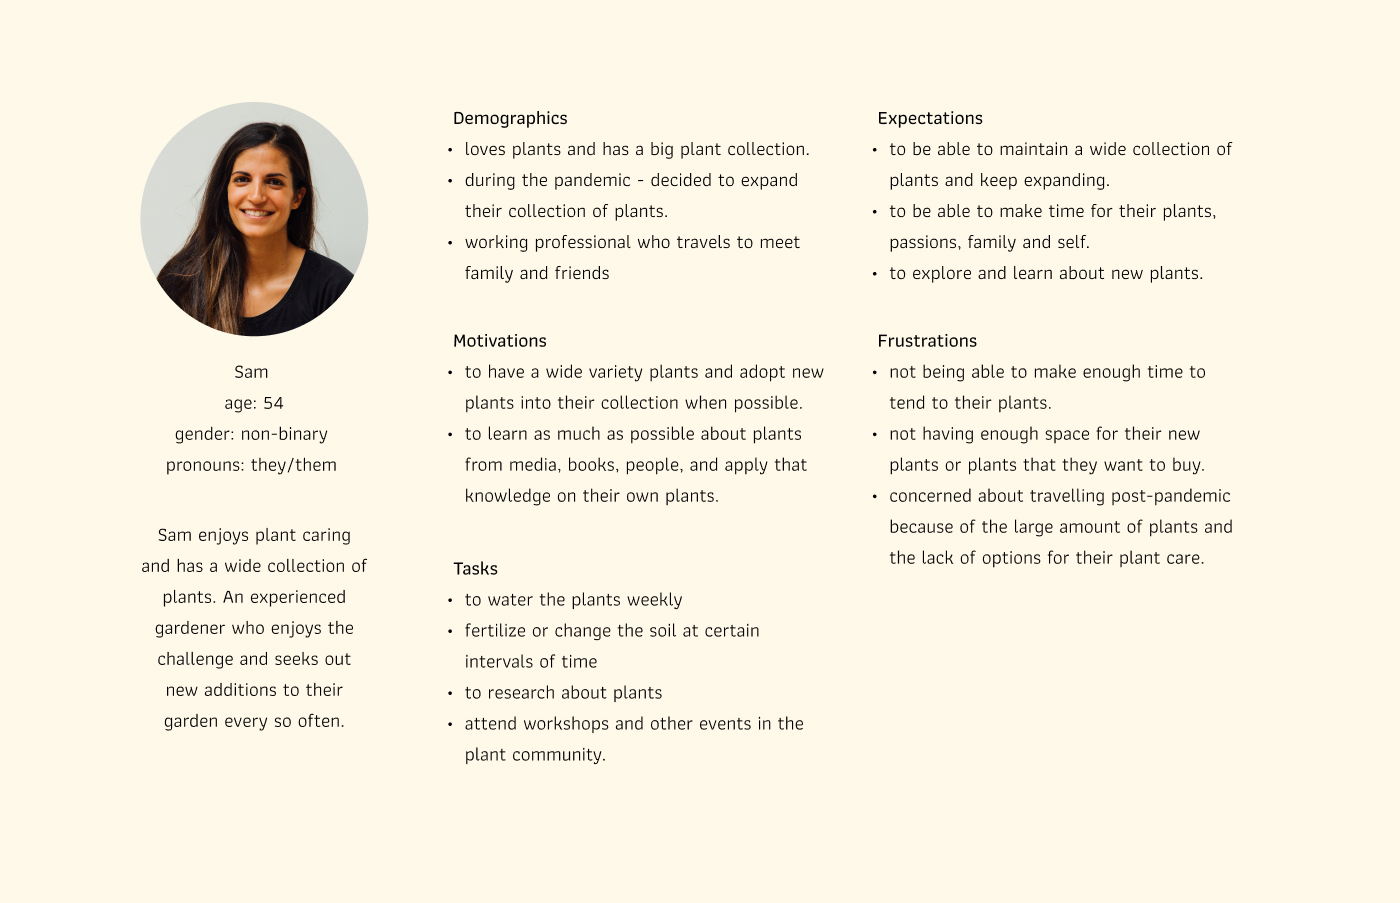 Sam
age: 54
gender: non-binary
pronouns: they/them
Sam enjoys plant caring
and has a wide collection of
plants. An experienced
gardener who enjoys the
challenge and seeks out
new additions to their
garden every so often.
Demographics
• loves plants and has a big plant collection.
• during the pandemic - decided to expand
their collection of plants.
• working professional who travels to meet
family and friends
Motivations
• to have a wide variety plants and adopt new
plants into their collection when possible.
• to learn as much as possible about plants
from media, books, people, and apply that
knowledge on their own plants.
Tasks
• to water the plants weekly
• fertilize or change the soil at certain
intervals of time
• to research about plants
• attend workshops and other events in the
plant community.
Expectations
• to be able to maintain a wide collection of
plants and keep expanding.
• to be able to make time for their plants,
passions, family and self.
• to explore and learn about new plants.
Frustrations
• not being able to make enough time to
tend to their plants.
• not having enough space for their new
plants or plants that they want to buy.
• concerned about travelling post-pandemic
because of the large amount of plants and
the lack of options for their plant care.